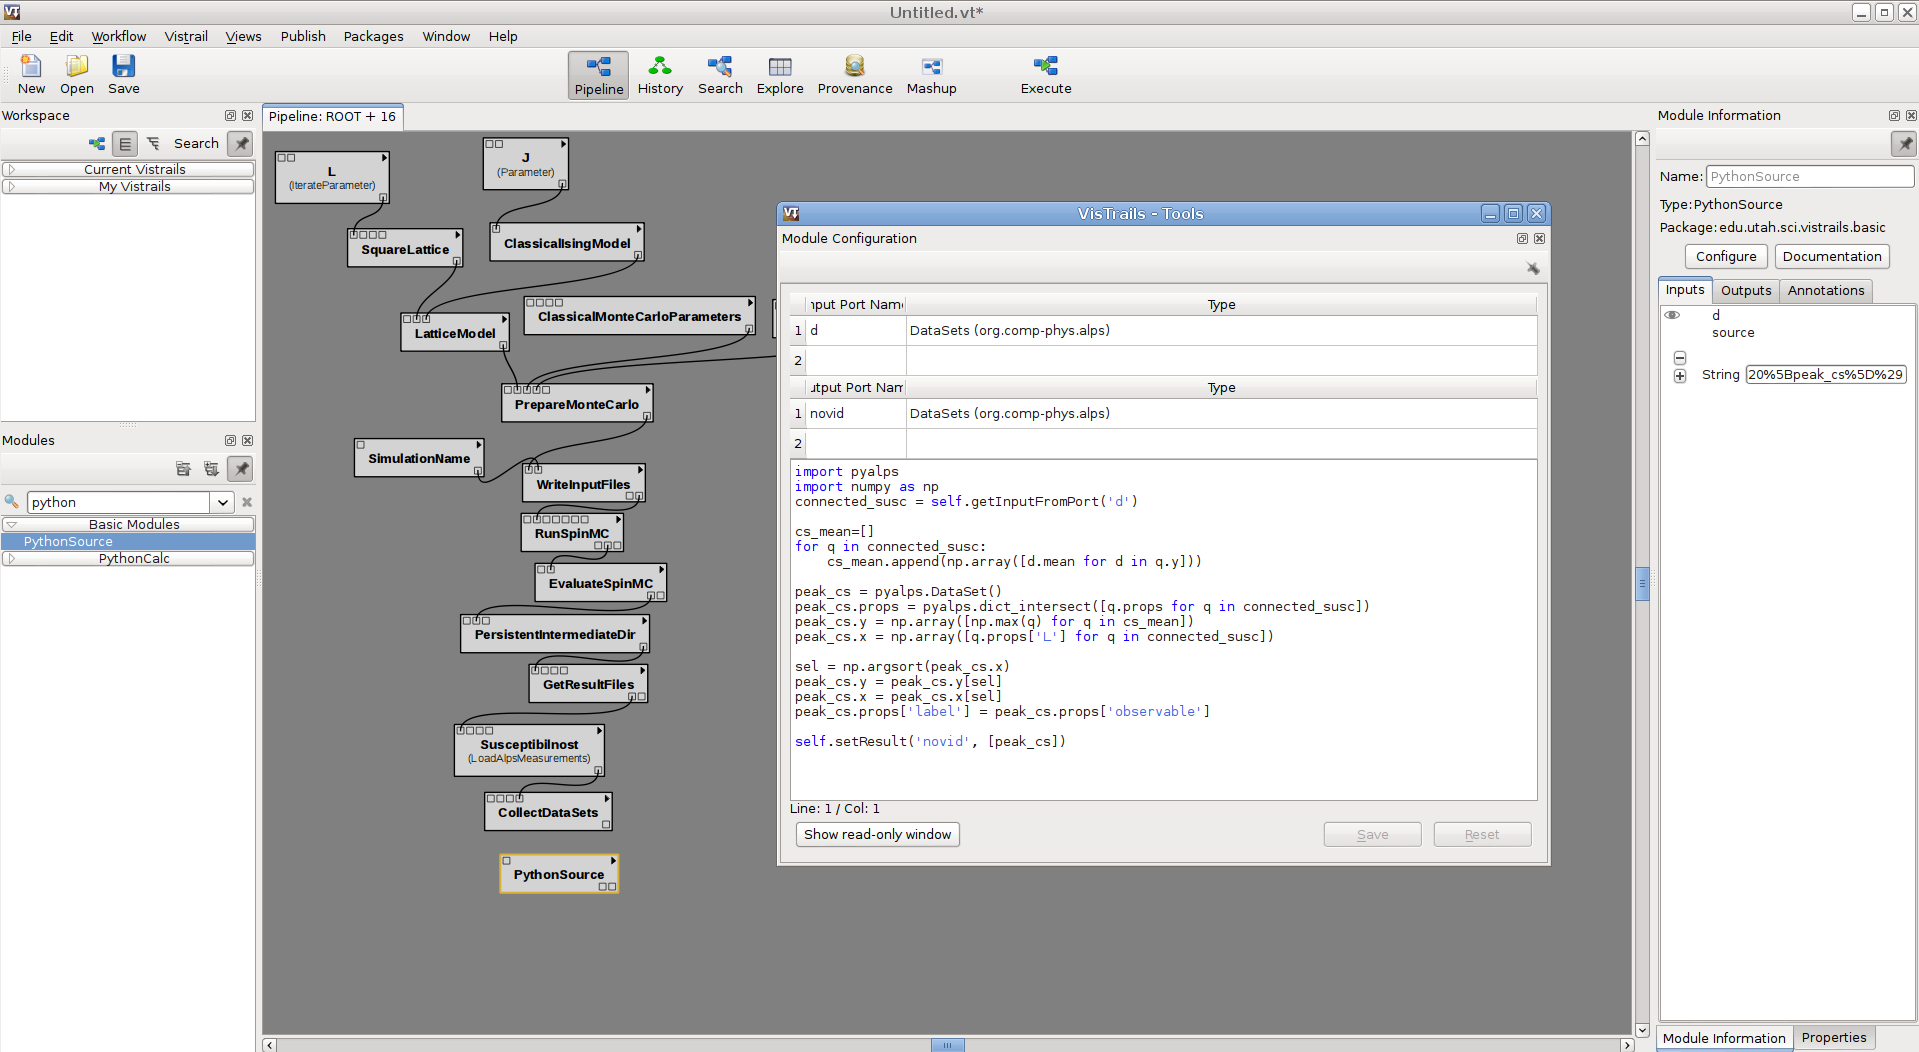 Untitled.vt*
File Edit Workflow Vistrail Views Publish Packages Window Help
New Open Save Pipeline History Search Explore Provenance Mashup Execute
Workspace
Search
Current Vistrails
My Vistrails
Modules
python
Basic Modules
PythonSource
PythonCalc
Pipeline: ROOT + 16
L
(IterateParameter)
J
(Parameter)
SquareLattice
ClassicalIsingModel
LatticeModel
ClassicalMonteCarloParameters
PrepareMonteCarlo
SimulationName
WriteInputFiles
RunSpinMC
EvaluateSpinMC
PersistentIntermediateDir
GetResultFiles
Susceptibilnost
(LoadAlpsMeasurements)
CollectDataSets
PythonSource
VisTrails - Tools
Module Configuration
nput Port Name Type
1 d DataSets (org.comp-phys.alps)
2
utput Port Nam Type
1 novid DataSets (org.comp-phys.alps)
2
import pyalps
import numpy as np
connected_susc = self.getInputFromPort('d')
cs_mean=[]
for q in connected_susc:
    cs_mean.append(np.array([d.mean for d in q.y]))
peak_cs = pyalps.DataSet()
peak_cs.props = pyalps.dict_intersect([q.props for q in connected_susc])
peak_cs.y = np.array([np.max(q) for q in cs_mean])
peak_cs.x = np.array([q.props['L'] for q in connected_susc])
sel = np.argsort(peak_cs.x)
peak_cs.y = peak_cs.y[sel]
peak_cs.x = peak_cs.x[sel]
peak_cs.props['label'] = peak_cs.props['observable']
self.setResult('novid', [peak_cs])
Line: 1 / Col: 1
Show read-only window Save Reset
Module Information
Name: PythonSource
Type: PythonSource
Package: edu.utah.sci.vistrails.basic
Configure Documentation
Inputs Outputs Annotations
d
source
String 20%5Bpeak_cs%5D%29
Module Information Properties